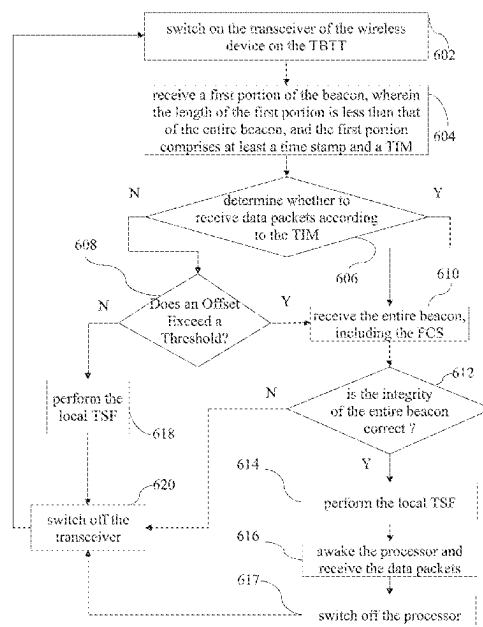 switch on the transceiver of the wireless
device on the TBTT
602
receive a first portion of the beacon, wherein
the length of the first portion is less than that
of the entire beacon, and the first portion
comprises at least a time stamp and a TIM
604
N
Y
determine whether to
receive data packets according
to the TIM
606
608
Does an Offset
Exceed a
Threshold?
N
Y
610
receive the entire beacon,
including the FCS
612
is the integrity
of the entire beacon
correct ?
N
Y
perform the
local TSF
618
614
perform the local TSF
620
switch off the
transceiver
616
awake the processor and
receive the data packets
617
switch off the processor